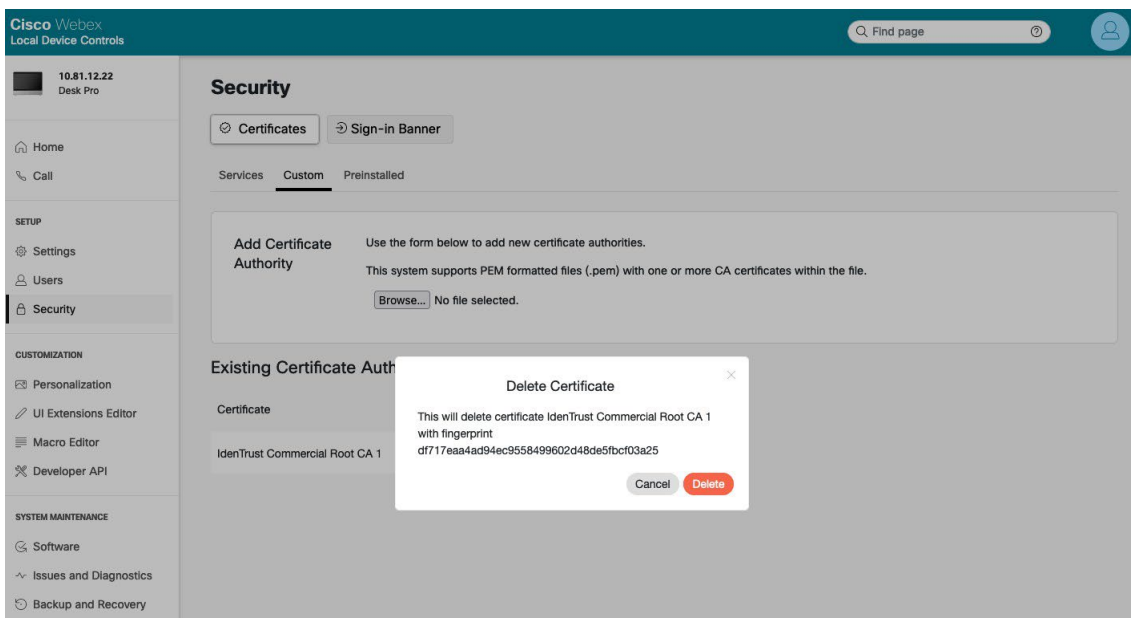 Cisco Webex
Local Device Controls
Find page
10.81.12.22
Desk Pro
Home
Call
SETUP
Settings
Users
Security
CUSTOMIZATION
Personalization
UI Extensions Editor
Macro Editor
Developer API
SYSTEM MAINTENANCE
Software
Issues and Diagnostics
Backup and Recovery
Security
Certificates
Sign-in Banner
Services Custom Preinstalled
Add Certificate
Authority
Use the form below to add new certificate authorities.
This system supports PEM formatted files (.pem) with one or more CA certificates within the file.
Browse... No file selected.
Existing Certificate Auth
Certificate
IdenTrust Commercial Root CA 1
Delete Certificate
This will delete certificate IdenTrust Commercial Root CA 1
with fingerprint
df717eaa4ad94ec9558499602d48de5fbcf03a25
Cancel Delete